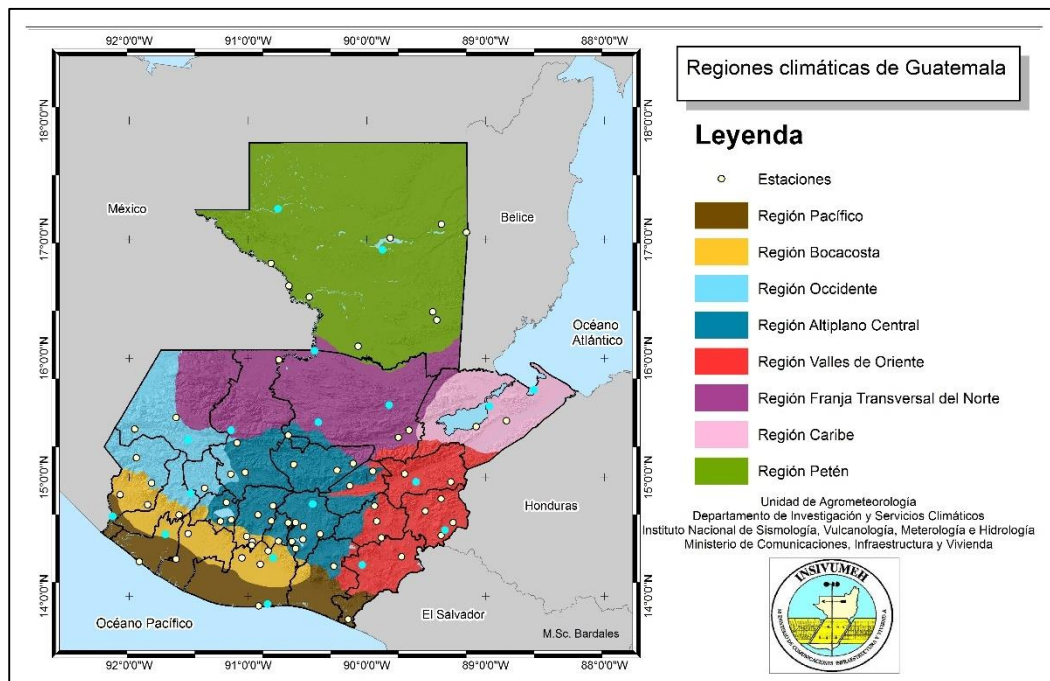 Regiones climáticas de Guatemala
92°0'0"W 91°0'0"W 90°0'0"W 89°0'0"W 88°0'0"W
18°0'0"N
17°0'0"N
16°0'0"N
15°0'0"N
14°0'0"N
18°0'0"N
17°0'0"N
16°0'0"N
15°0'0"N
14°0'0"N
México
Belice
Océano
Atlántico
Honduras
El Salvador
Océano Pacífico
M.Sc. Bardales
92°0'0"W 91°0'0"W 90°0'0"W 89°0'0"W 88°0'0"W
Leyenda
Estaciones
Región Pacífico
Región Bocacosta
Región Occidente
Región Altiplano Central
Región Valles de Oriente
Región Franja Transversal del Norte
Región Caribe
Región Petén
Unidad de Agrometeorología
Departamento de Investigación y Servicios Climáticos
Instituto Nacional de Sismología, Vulcanología, Meterología e Hidrología
Ministerio de Comunicaciones, Infraestructura y Vivienda
INSIVUMEH
MINISTERIO DE COMUNICACIONES INFRAESTRUCTURA Y VIVIENDA